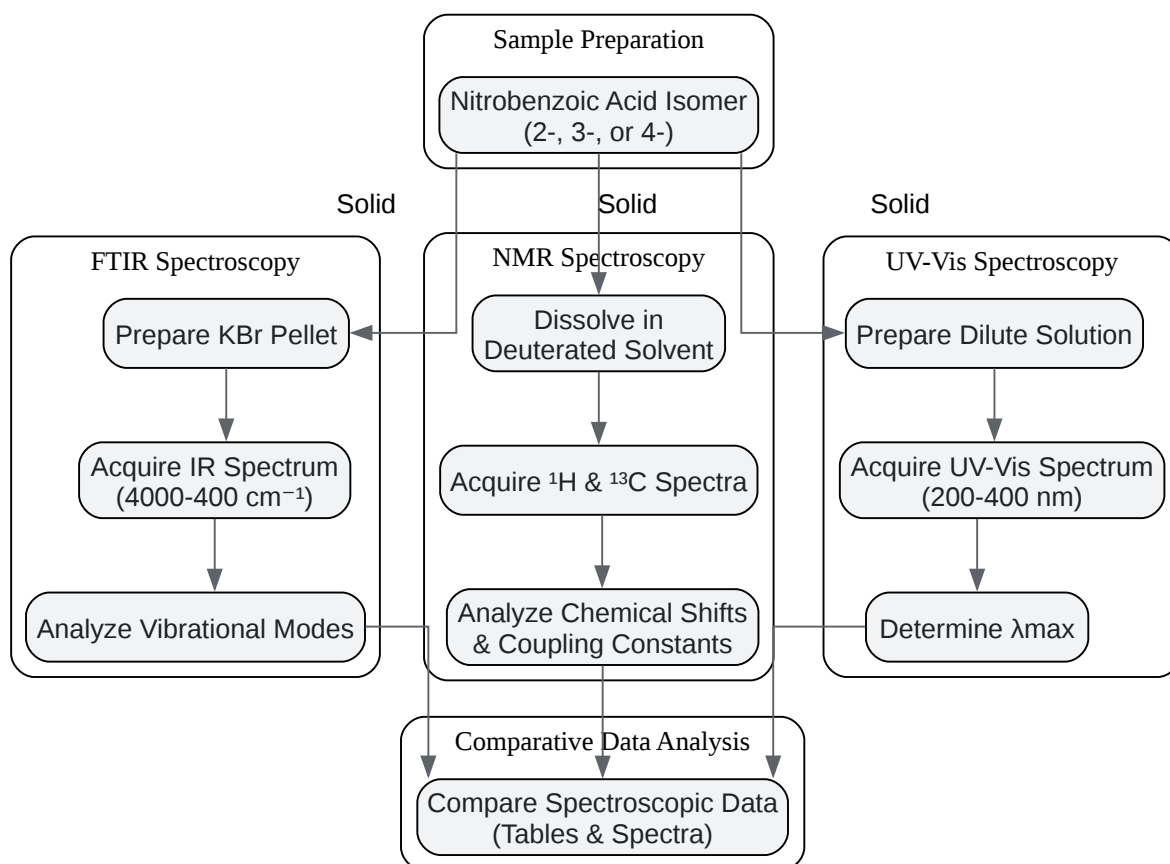 Sample Preparation
Nitrobenzoic Acid Isomer
(2-, 3-, or 4-)
Solid
Solid
Solid
FTIR Spectroscopy
Prepare KBr Pellet
Acquire IR Spectrum
(4000-400 cm⁻¹)
Analyze Vibrational Modes
NMR Spectroscopy
Dissolve in
Deuterated Solvent
Acquire ¹H & ¹³C Spectra
Analyze Chemical Shifts
& Coupling Constants
UV-Vis Spectroscopy
Prepare Dilute Solution
Acquire UV-Vis Spectrum
(200-400 nm)
Determine λmax
Comparative Data Analysis
Compare Spectroscopic Data
(Tables & Spectra)